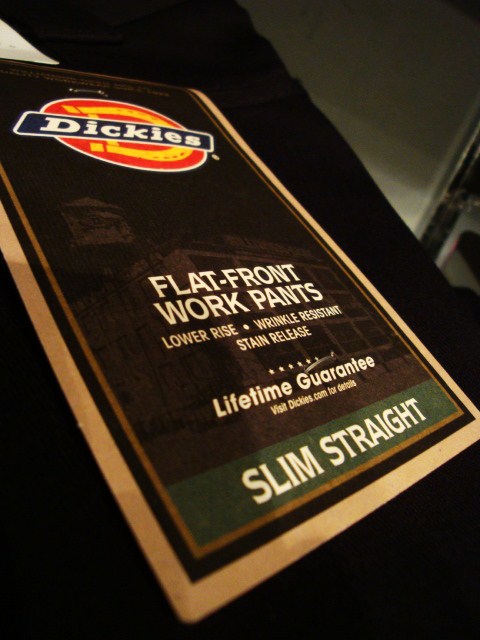 Dickies
FLAT-FRONT
WORK PANTS
LOWER RISE • WRINKLE RESISTANT
STAIN RELEASE
Lifetime Guarantee
Visit Dickies.com for details
SLIM STRAIGHT